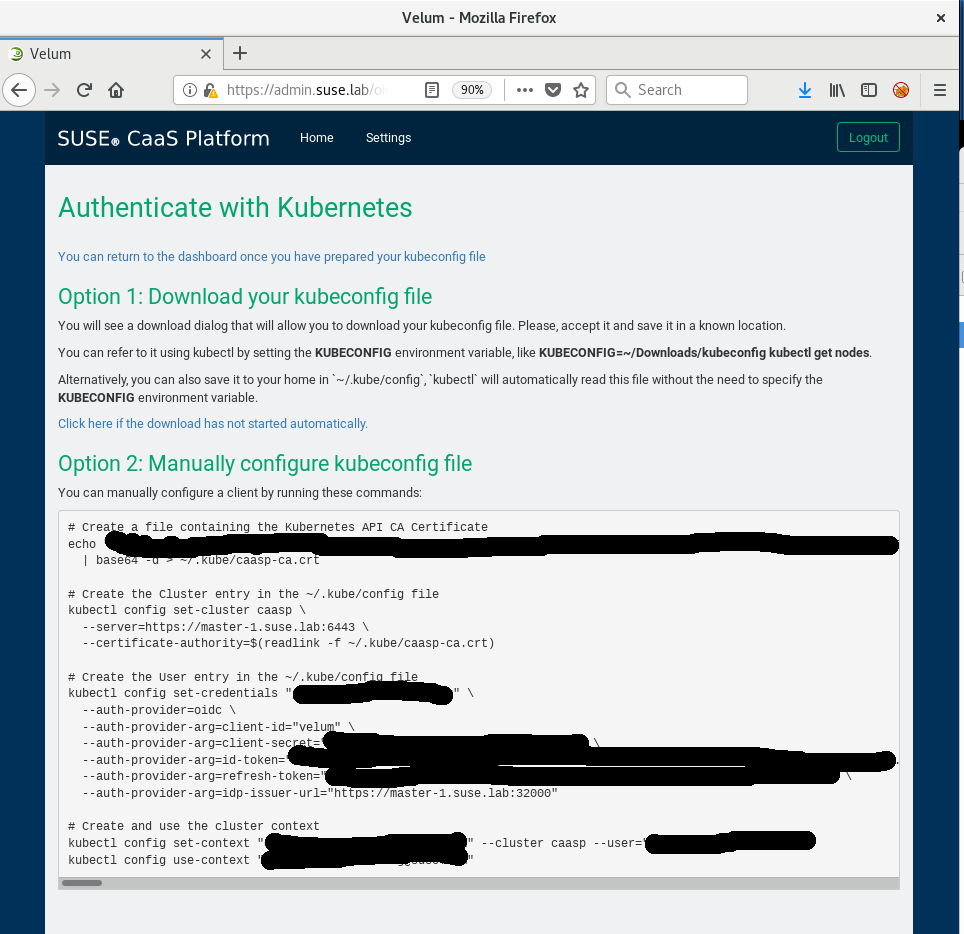 Velum - Mozilla Firefox
Velum
https://admin.suse.lab/oi
90%
Search
SUSE® CaaS Platform
Home
Settings
Logout
Authenticate with Kubernetes
You can return to the dashboard once you have prepared your kubeconfig file
Option 1: Download your kubeconfig file
You will see a download dialog that will allow you to download your kubeconfig file. Please, accept it and save it in a known location.
You can refer to it using kubectl by setting the KUBECONFIG environment variable, like KUBECONFIG=~/Downloads/kubeconfig kubectl get nodes.
Alternatively, you can also save it to your home in `~/.kube/config`, `kubectl` will automatically read this file without the need to specify the
KUBECONFIG environment variable.
Click here if the download has not started automatically.
Option 2: Manually configure kubeconfig file
You can manually configure a client by running these commands:
# Create a file containing the Kubernetes API CA Certificate
echo
| base64 -d > ~/.kube/caasp-ca.crt
# Create the Cluster entry in the ~/.kube/config file
kubectl config set-cluster caasp \
--server=https://master-1.suse.lab:6443 \
--certificate-authority=$(readlink -f ~/.kube/caasp-ca.crt)
# Create the User entry in the ~/.kube/config file
kubectl config set-credentials " " \
--auth-provider=oidc \
--auth-provider-arg=client-id="velum" \
--auth-provider-arg=client-secret=" \
--auth-provider-arg=id-token=
--auth-provider-arg=refresh-token=" \
--auth-provider-arg=idp-issuer-url="https://master-1.suse.lab:32000"
# Create and use the cluster context
kubectl config set-context " " --cluster caasp --user="
kubectl config use-context " "